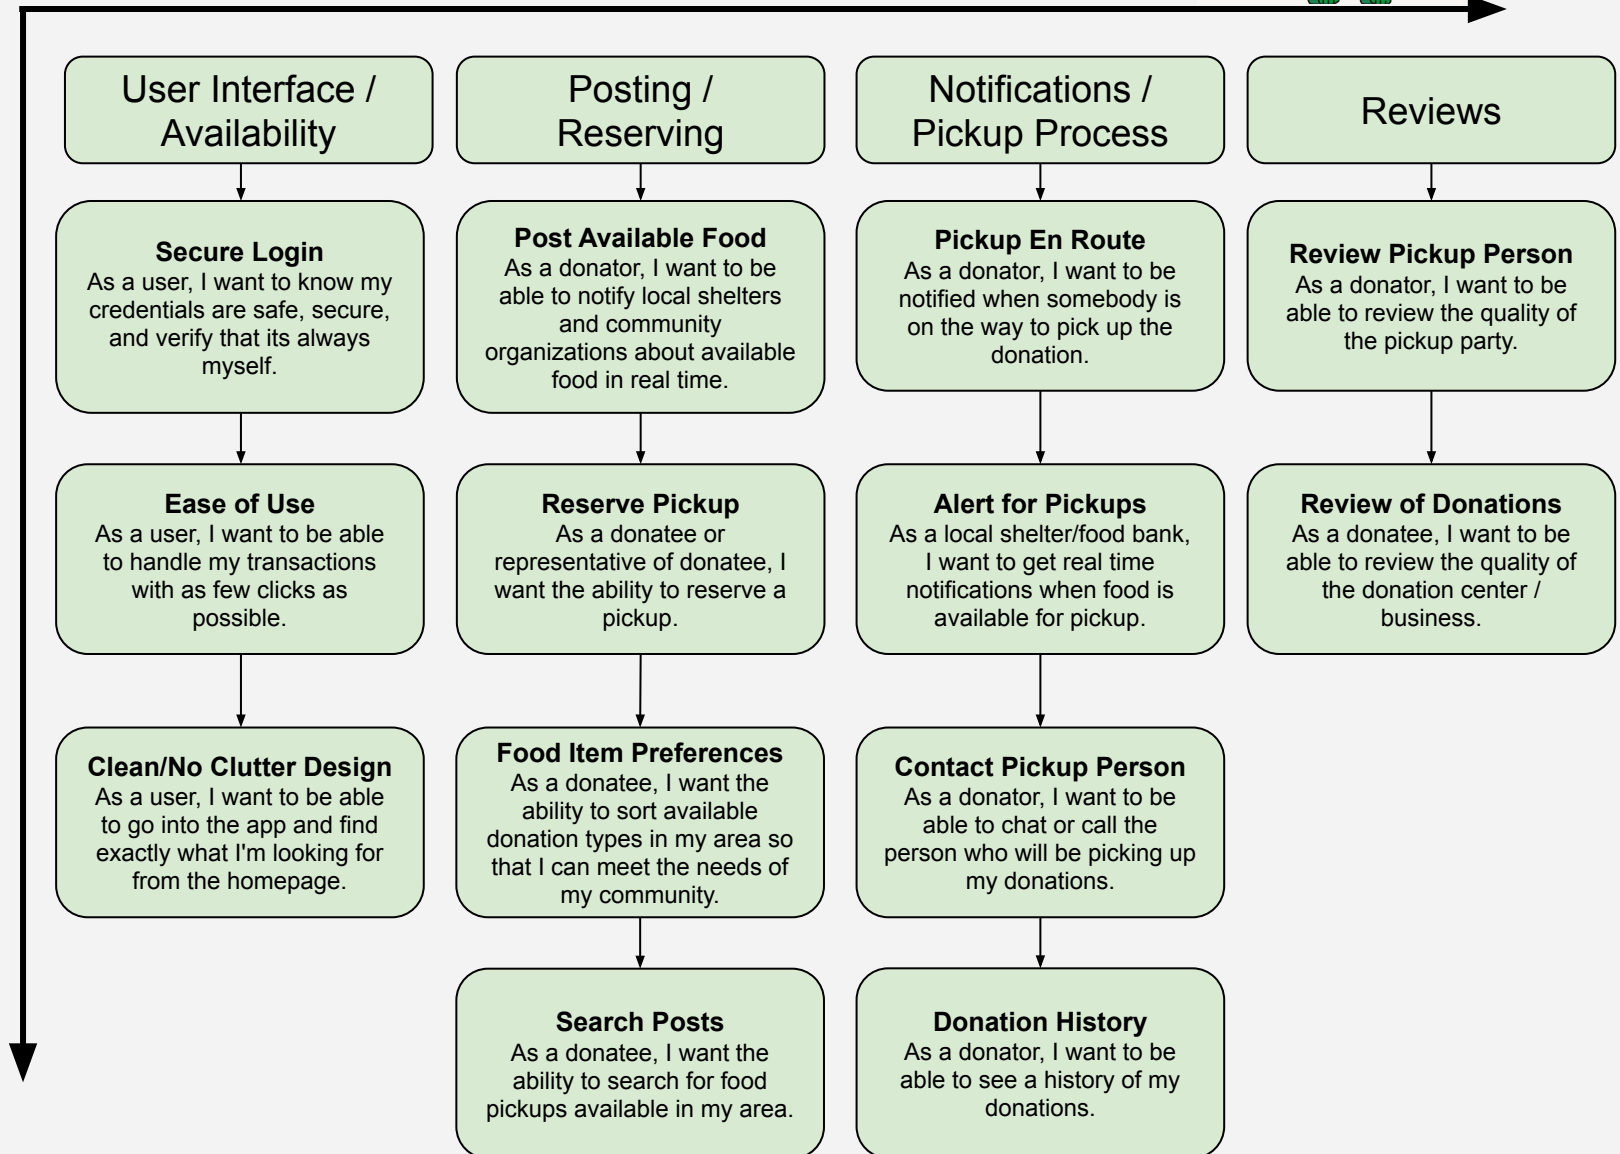 User Interface /
Availability
Secure Login
As a user, I want to know my
credentials are safe, secure,
and verify that its always
myself.
Ease of Use
As a user, I want to be able
to handle my transactions
with as few clicks as
possible.
Clean/No Clutter Design
As a user, I want to be able
to go into the app and find
exactly what I'm looking for
from the homepage.
Posting /
Reserving
Post Available Food
As a donator, I want to be
able to notify local shelters
and community
organizations about available
food in real time.
Reserve Pickup
As a donatee or
representative of donatee, I
want the ability to reserve a
pickup.
Food Item Preferences
As a donatee, I want the
ability to sort available
donation types in my area so
that I can meet the needs of
my community.
Search Posts
As a donatee, I want the
ability to search for food
pickups available in my area.
Notifications /
Pickup Process
Pickup En Route
As a donator, I want to be
notified when somebody is
on the way to pick up the
donation.
Alert for Pickups
As a local shelter/food bank,
I want to get real time
notifications when food is
available for pickup.
Contact Pickup Person
As a donator, I want to be
able to chat or call the
person who will be picking up
my donations.
Donation History
As a donator, I want to be
able to see a history of my
donations.
Reviews
Review Pickup Person
As a donator, I want to be
able to review the quality of
the pickup party.
Review of Donations
As a donatee, I want to be
able to review the quality of
the donation center /
business.